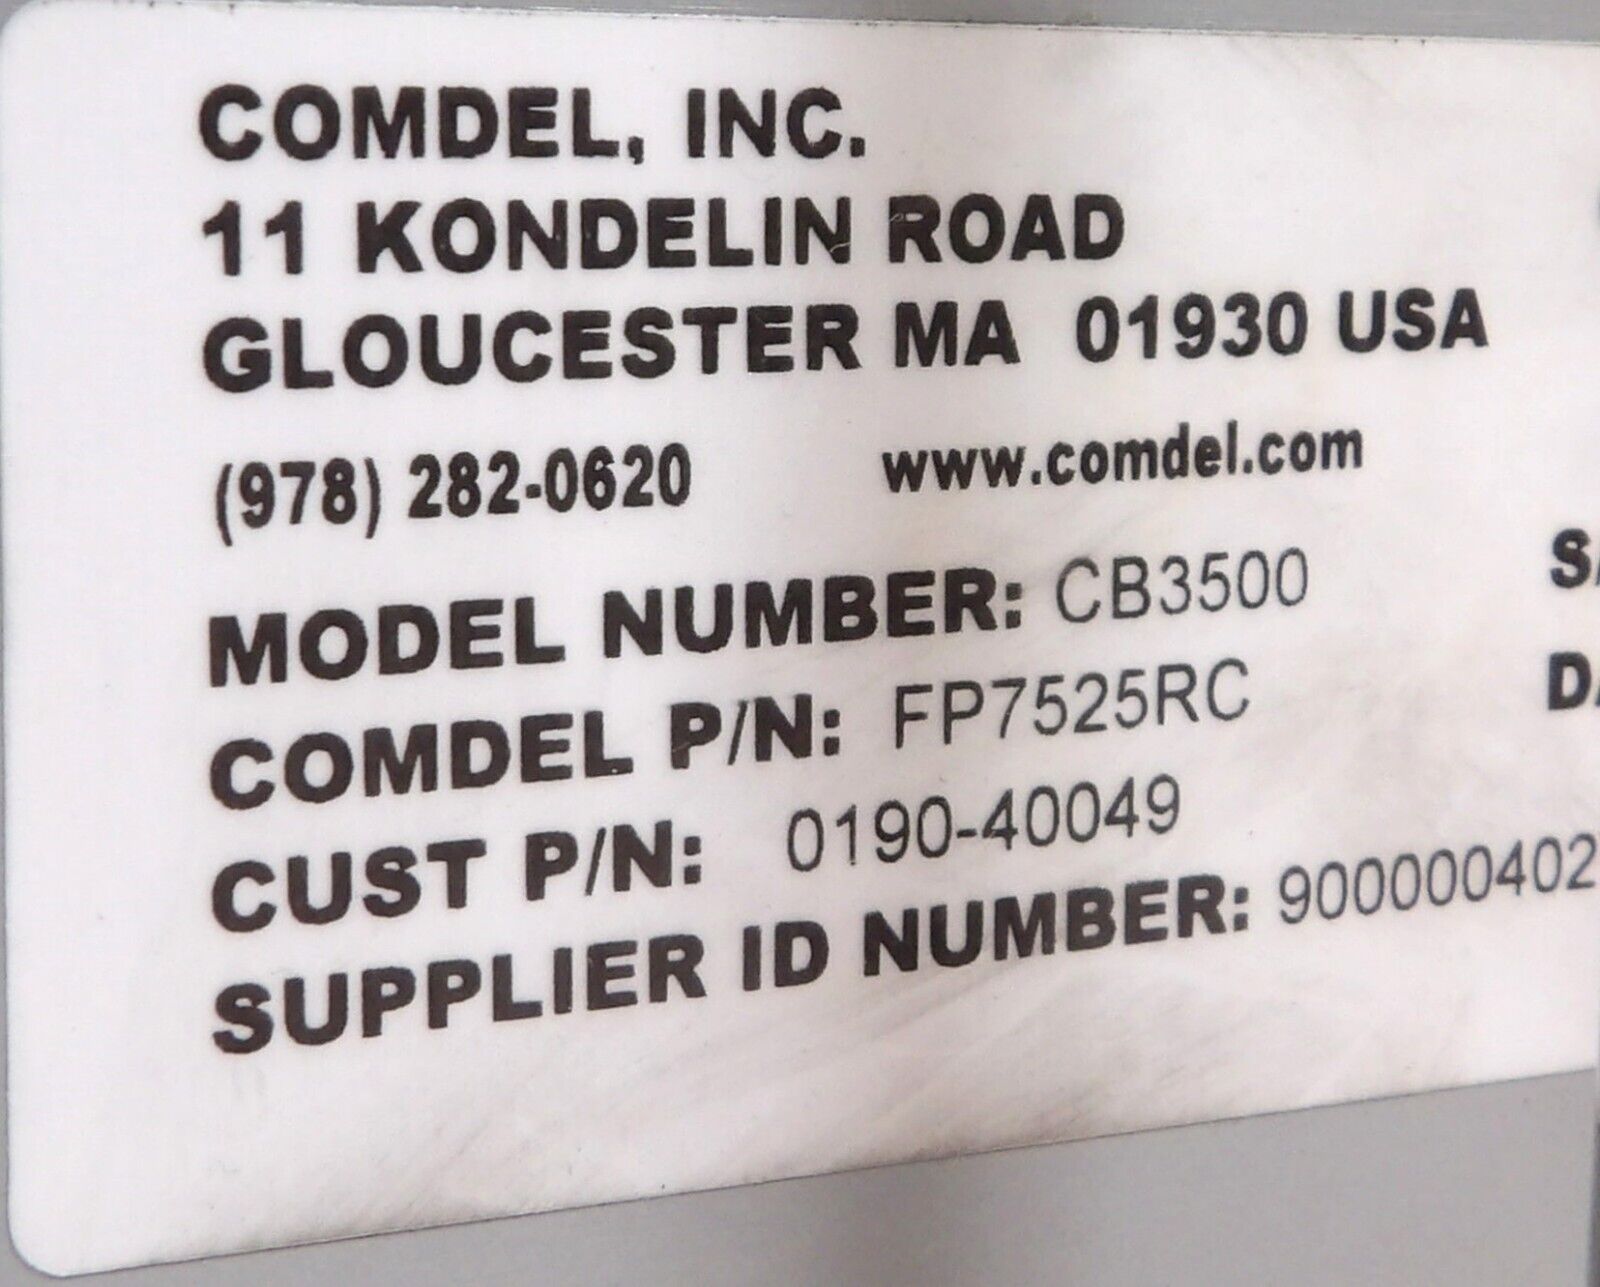 COMDEL, INC.
11 KONDELIN ROAD
GLOUCESTER MA 01930 USA
(978) 282-0620 www.comdel.com
MODEL NUMBER: CB3500
COMDEL P/N: FP7525RC
CUST P/N: 0190-40049
SUPPLIER ID NUMBER: 900000402